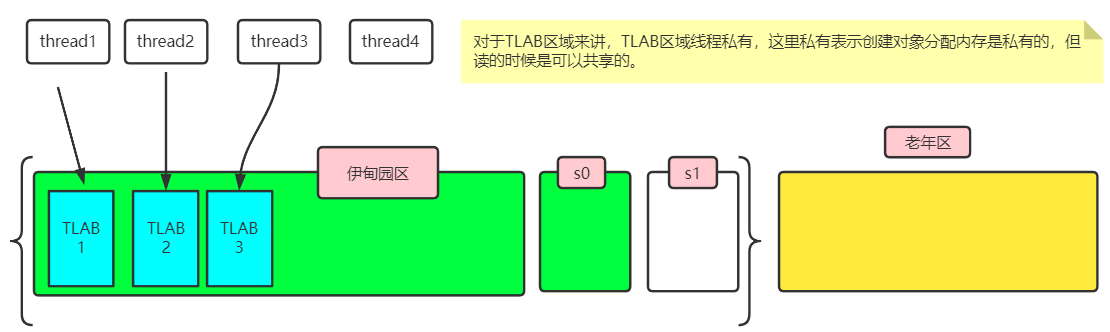 thread1
thread2
thread3
thread4
对于TLAB区域来讲，TLAB区域线程私有，这里私有表示创建对象分配内存是私有的，但
读的时候是可以共享的。
老年区
伊甸园区
s0
s1
TLAB
1
TLAB
2
TLAB
3